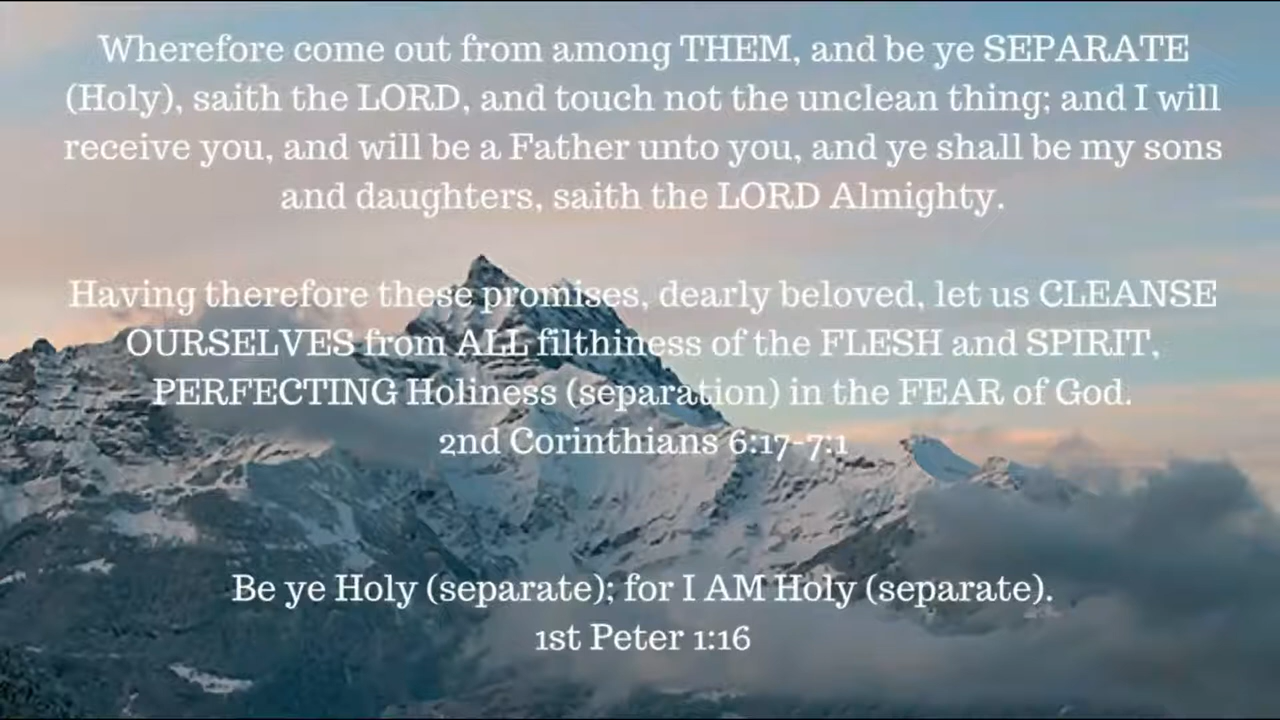 Wherefore come out from among THEM, and be ye SEPARATE
(Holy), saith the LORD, and touch not the unclean thing; and I will
receive you, and will be a Father unto you, and ye shall be my sons
and daughters, saith the LORD Almighty.
Having therefore these promises, dearly beloved, let us CLEANSE
OURSELVES from ALL filthiness of the FLESH and SPIRIT,
PERFECTING Holiness (separation) in the FEAR of God.
2nd Corinthians 6:17-7:1
Be ye Holy (separate); for I AM Holy (separate).
1st Peter 1:16